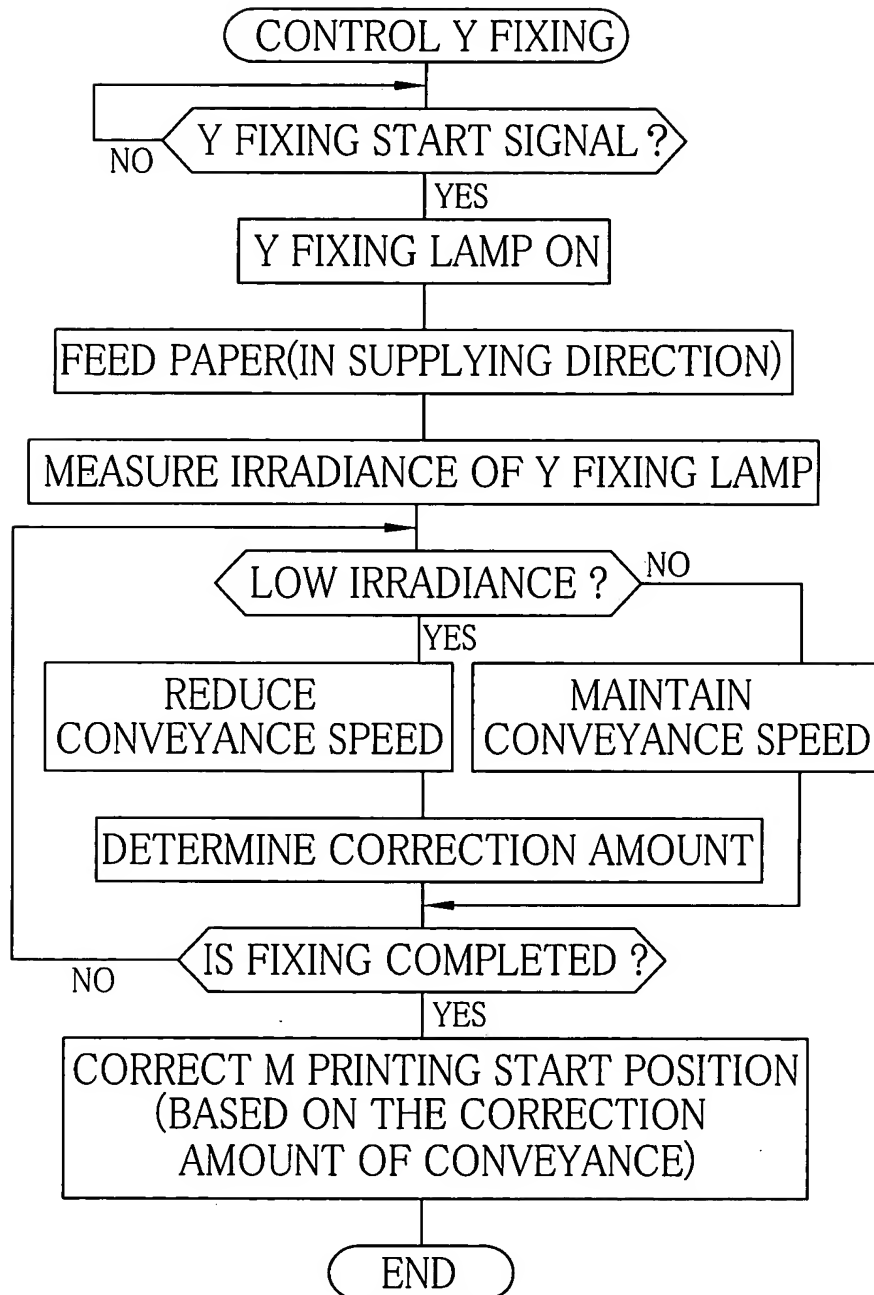 CONTROL Y FIXING
Y FIXING START SIGNAL ?
NO
YES
Y FIXING LAMP ON
FEED PAPER(IN SUPPLYING DIRECTION)
MEASURE IRRADIANCE OF Y FIXING LAMP
LOW IRRADIANCE ?
NO
YES
REDUCE
CONVEYANCE SPEED
MAINTAIN
CONVEYANCE SPEED
DETERMINE CORRECTION AMOUNT
IS FIXING COMPLETED ?
NO
YES
CORRECT M PRINTING START POSITION
(BASED ON THE CORRECTION
AMOUNT OF CONVEYANCE)
END